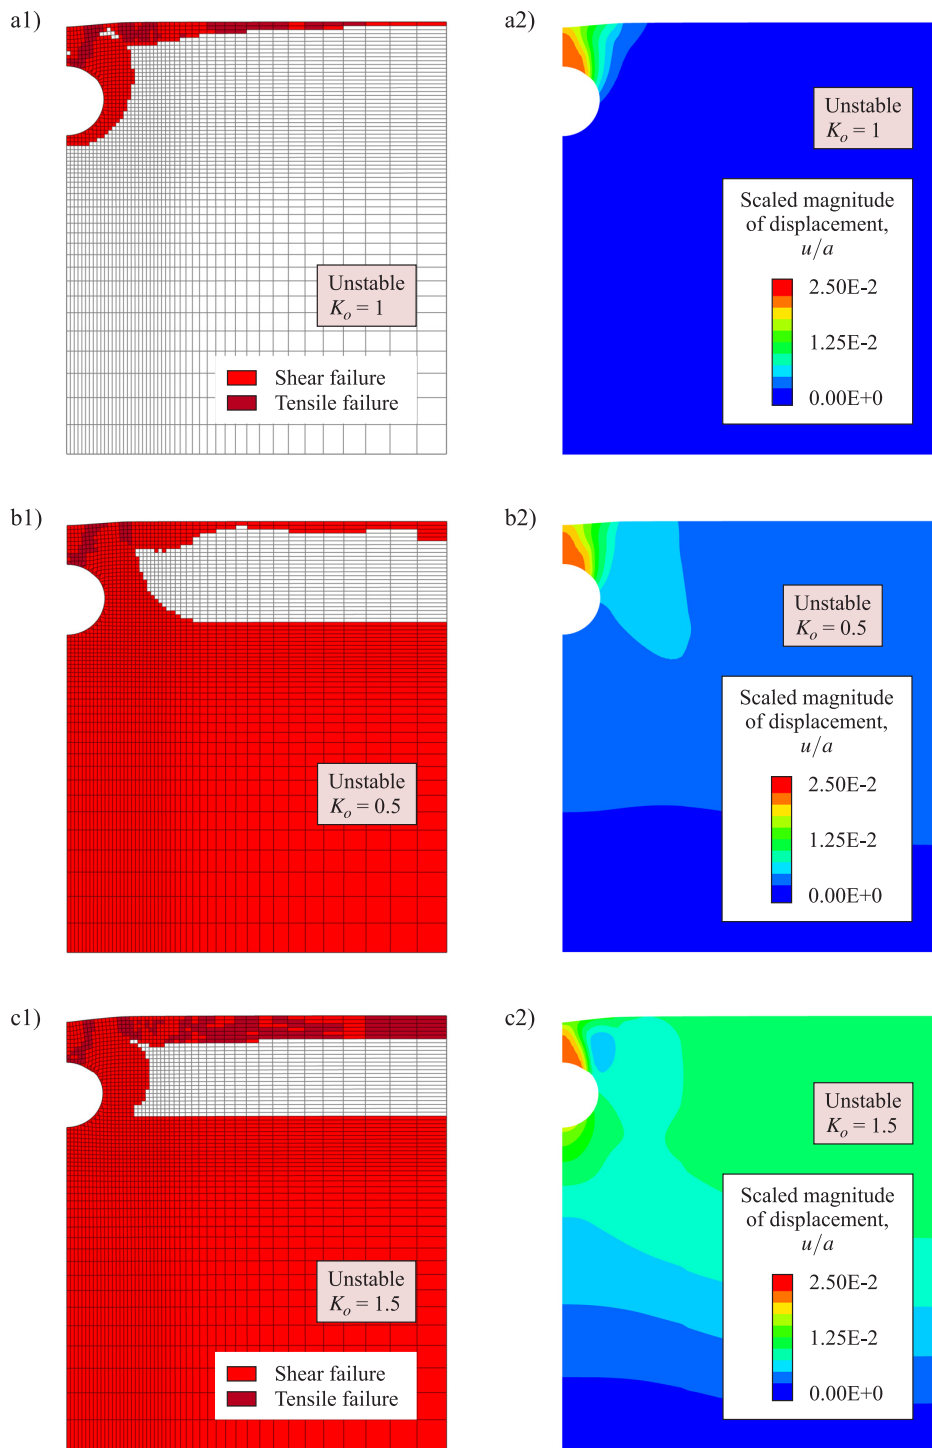 a1)
Unstable
K_o = 1
Shear failure
Tensile failure
a2)
Unstable
K_o = 1
Scaled magnitude
of displacement,
u/a
2.50E-2
1.25E-2
0.00E+0
b1)
Unstable
K_o = 0.5
b2)
Unstable
K_o = 0.5
Scaled magnitude
of displacement,
u/a
2.50E-2
1.25E-2
0.00E+0
c1)
Unstable
K_o = 1.5
Shear failure
Tensile failure
c2)
Unstable
K_o = 1.5
Scaled magnitude
of displacement,
u/a
2.50E-2
1.25E-2
0.00E+0